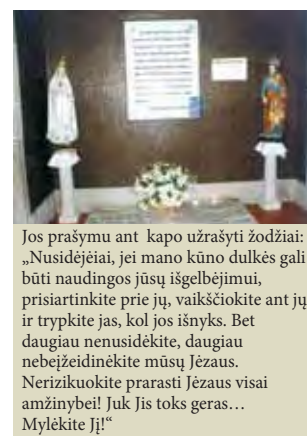 Jos prašymu ant kapo užrašyti žodžiai:
„Nusidėjėiai, jei mano kūno dulkės gali
būti naudingos jūsų išgelbėjimui,
prisiartinkite prie jų, vaikščiokite ant jų
ir trypkite jas, kol jos išnyks. Bet
daugiau nenusidėkite, daugiau
nebeįžeidinėkite mūsų Jėzaus.
Nerizikuokite prarasti Jėzaus visai
amžinybei! Juk Jis toks geras…
Mylėkite Jį!“